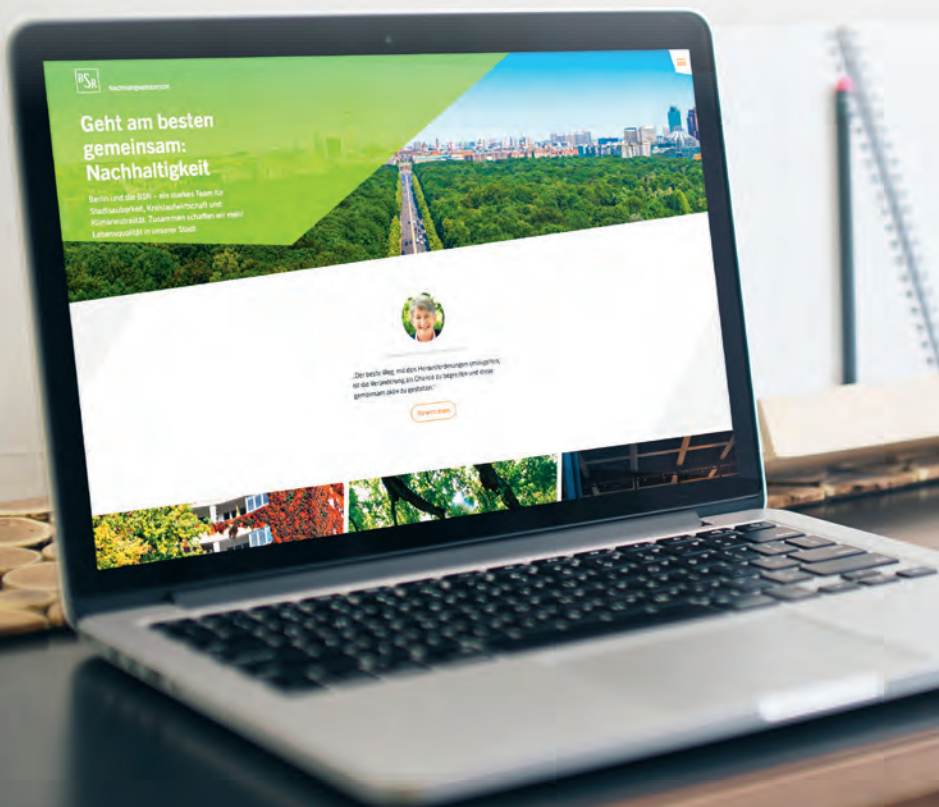 BSR
Nachhaltigkeitsbericht
Geht am besten
gemeinsam:
Nachhaltigkeit
Berlin und die BSR – ein starkes Team für
Stadtsauberkeit, Kreislaufwirtschaft und
Klimaneutralität. Zusammen schaffen wir mehr
Lebensqualität in unserer Stadt.
„Der beste Weg, mit den Herausforderungen umzugehen,
ist die Veränderung als Chance zu begreifen und diese
gemeinsam aktiv zu gestalten.“